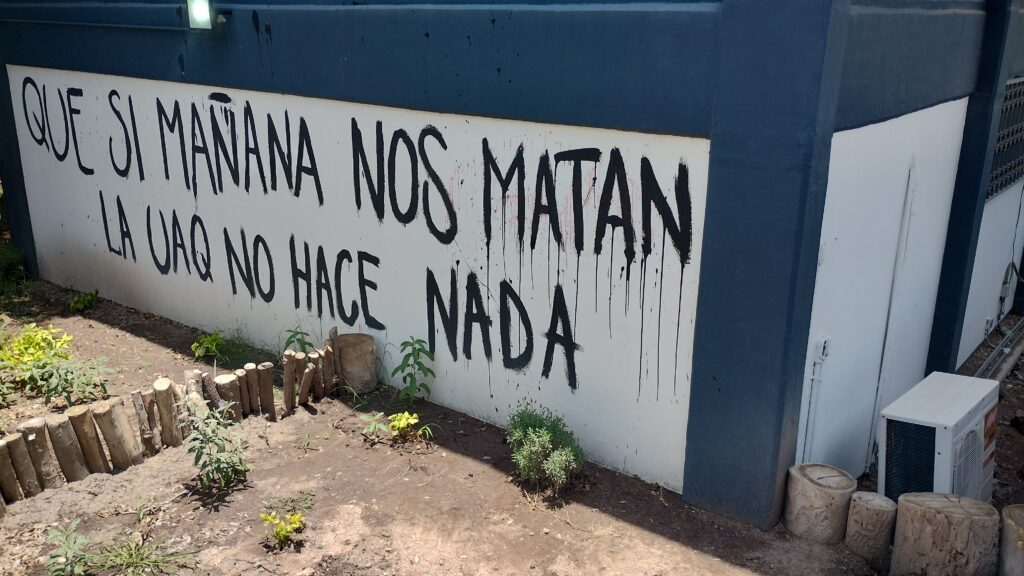 QUE SI MAÑANA NOS MATAN
LA UAQ NO HACE NADA